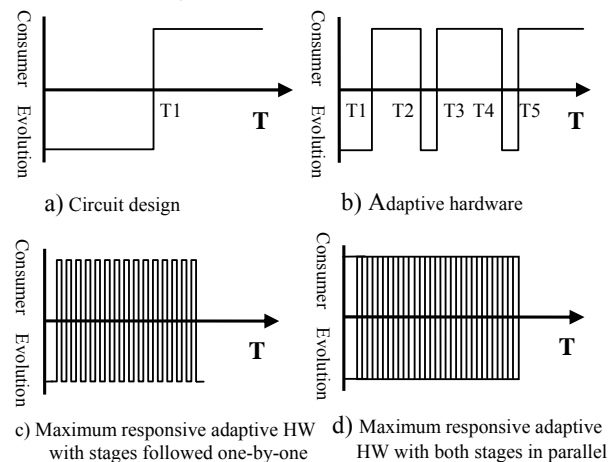 Consumer
Evolution
T1
T
a) Circuit design
Consumer
Evolution
T1 T2 T3 T4 T5
T
b) Adaptive hardware
Consumer
Evolution
T
c) Maximum responsive adaptive HW
with stages followed one-by-one
Consumer
Evolution
T
d) Maximum responsive adaptive
HW with both stages in parallel